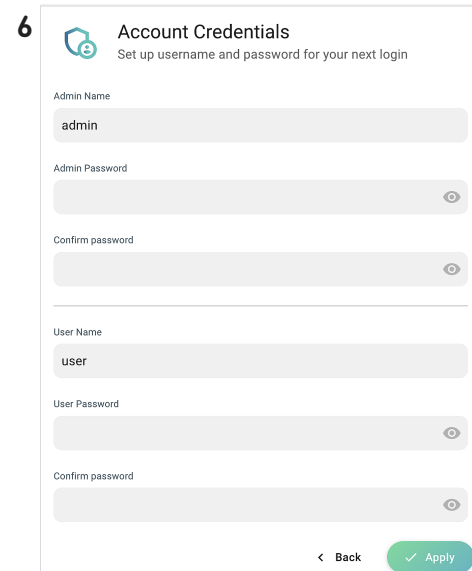 6
Account Credentials
Set up username and password for your next login
Admin Name
admin
Admin Password
Confirm password
User Name
user
User Password
Confirm password
Back
Apply